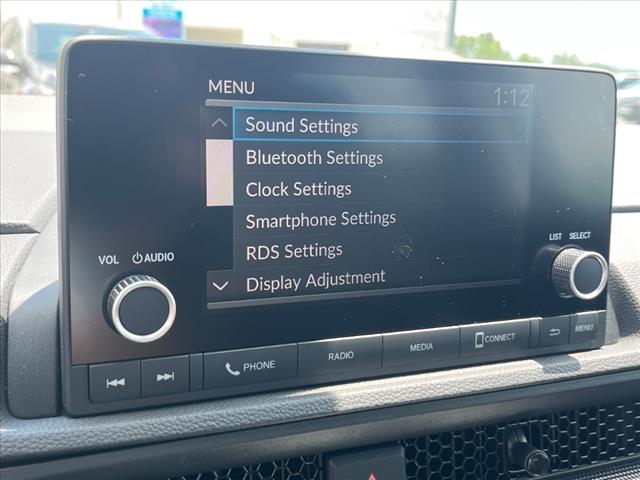 MENU
1:12
Sound Settings
Bluetooth Settings
Clock Settings
Smartphone Settings
RDS Settings
Display Adjustment
VOL AUDIO
LIST SELECT
PHONE
RADIO
MEDIA
CONNECT
MENU